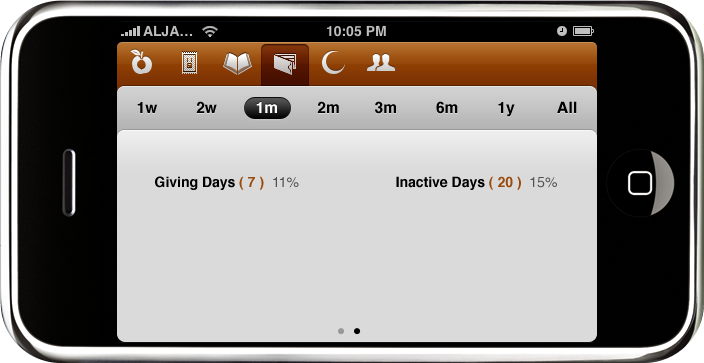 ALJA... 10:05 PM
1w 2w 1m 2m 3m 6m 1y All
Giving Days ( 7 ) 11% Inactive Days ( 20 ) 15%